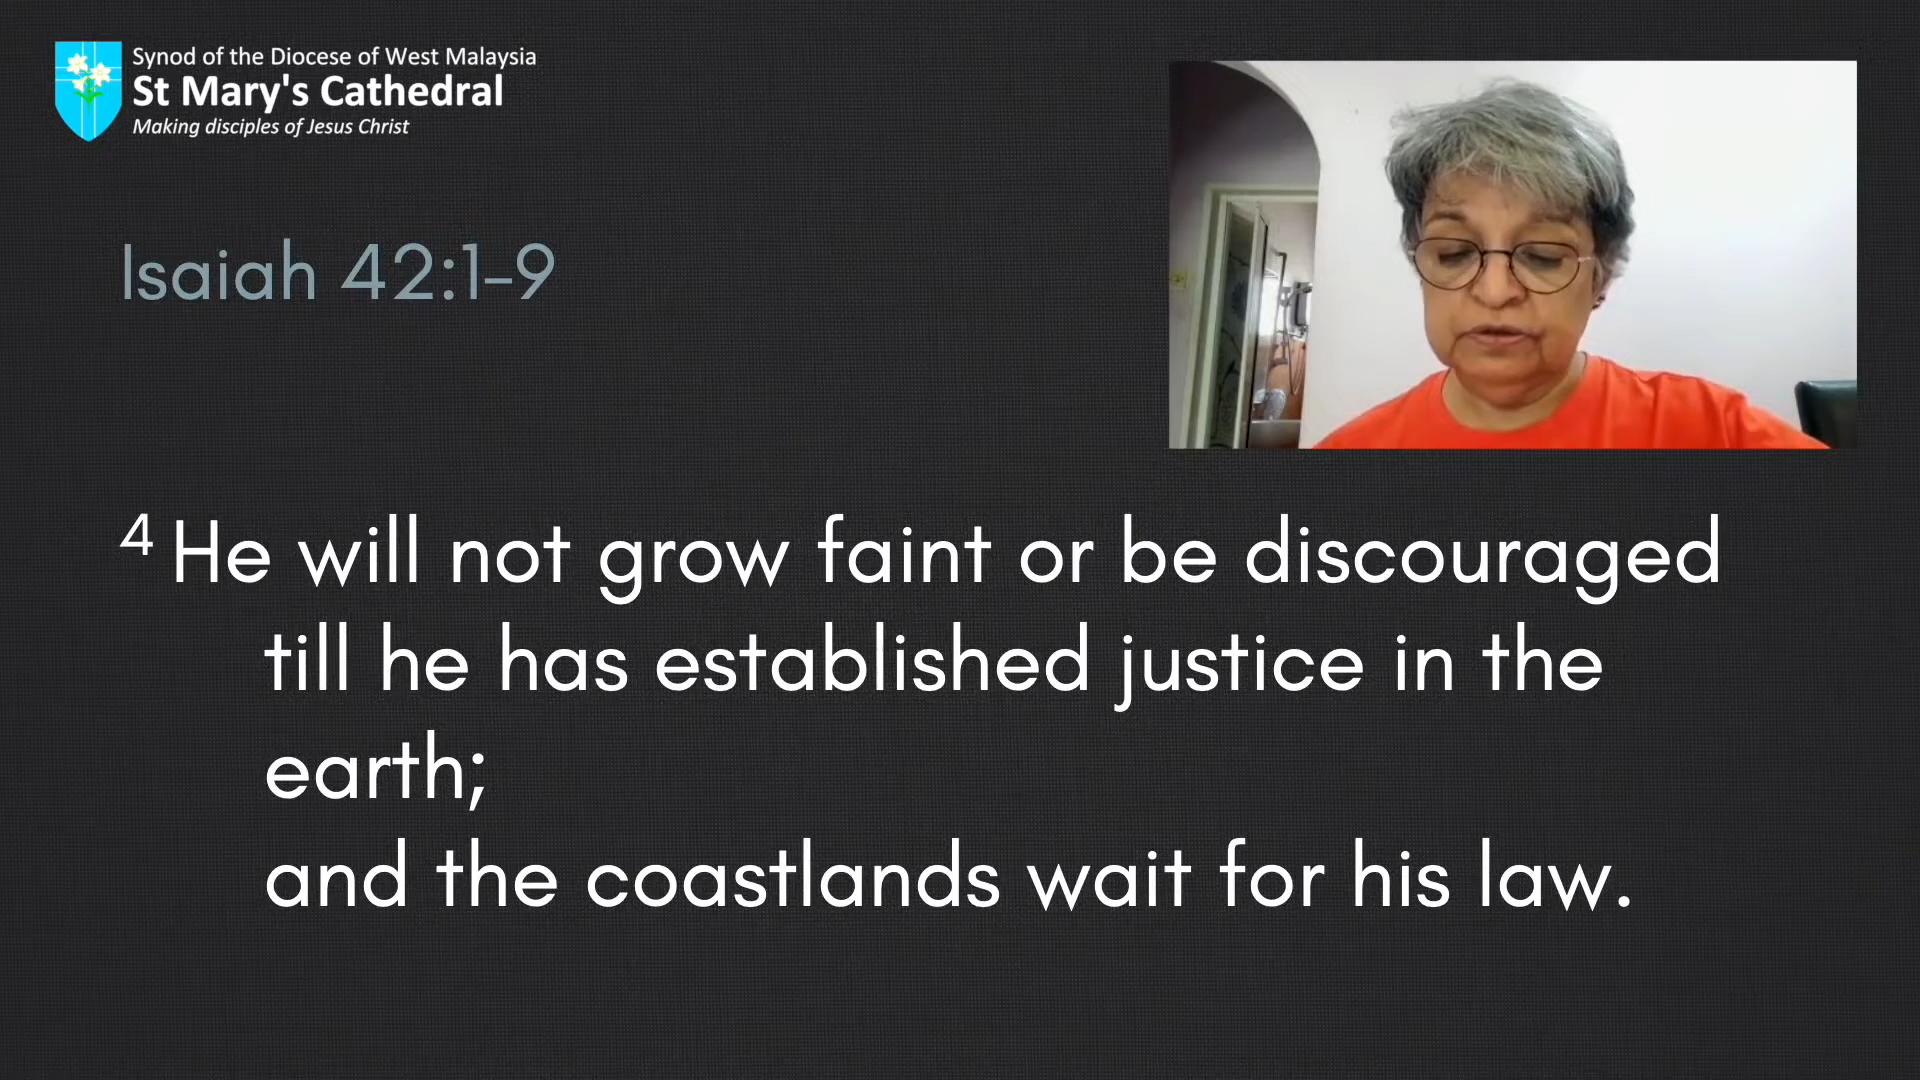 Synod of the Diocese of West Malaysia
St Mary's Cathedral
Making disciples of Jesus Christ
Isaiah 42:1-9
4 He will not grow faint or be discouraged
till he has established justice in the
earth;
and the coastlands wait for his law.